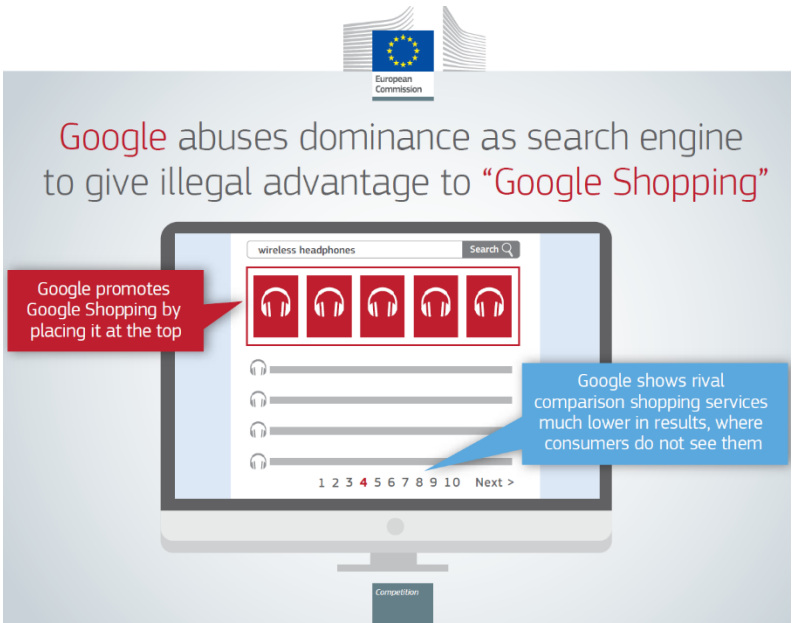 European
Commission
Google abuses dominance as search engine
to give illegal advantage to “Google Shopping”
wireless headphones
Search
Google promotes
Google Shopping by
placing it at the top
Google shows rival
comparison shopping services
much lower in results, where
consumers do not see them
1 2 3 4 5 6 7 8 9 10 Next >
Competition